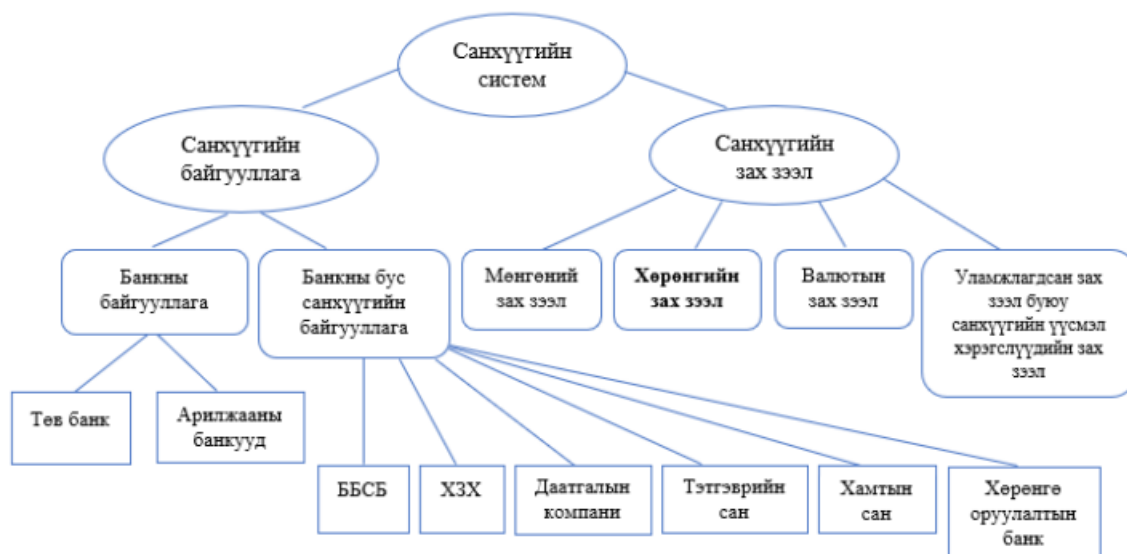 Санхүүгийн
систем
Санхүүгийн
байгууллага
Санхүүгийн
зах зээл
Банкны
байгууллага
Банкны бус
санхүүгийн
байгууллага
Мөнгөний
зах зээл
Хөрөнгийн
зах зээл
Валютын
зах зээл
Уламжлагдсан зах
зээл буюу
санхүүгийн үүсмэл
хэрэгслүүдийн зах
зээл
Төв банк
Арилжааны
банкууд
ББСБ
ХЗХ
Даатгалын
компани
Тэтгэврийн
сан
Хамтын
сан
Хөрөнгө
оруулалтын
банк